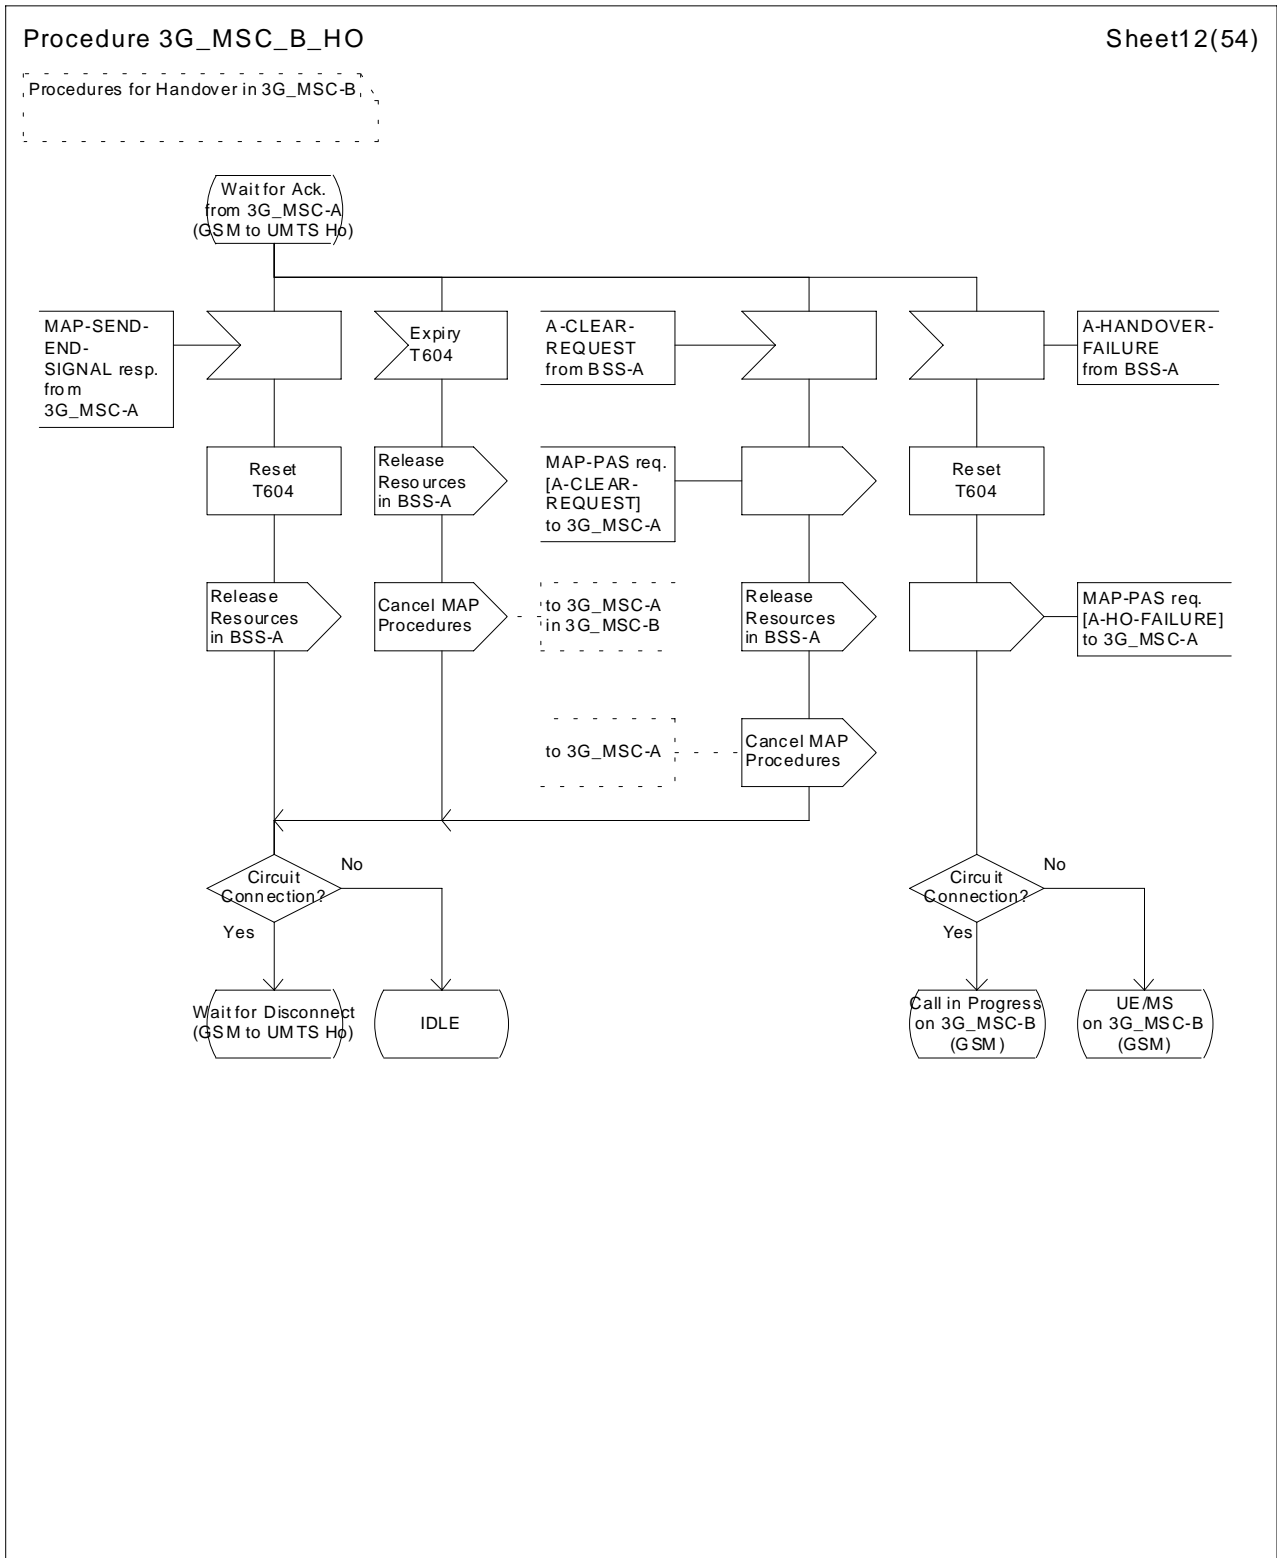 Procedure 3G_MSC_B_HO
Sheet12(54)
Procedures for Handover in 3G_MSC-B
Wait for Ack.
from 3G_MSC-A
(GSM to UMTS Ho)
MAP-SEND-
END-
SIGNAL resp.
from
3G_MSC-A
Expiry
T604
A-CLEAR-
REQUEST
from BSS-A
A-HANDOVER-
FAILURE
from BSS-A
Reset
T604
Release
Resources
in BSS-A
MAP-PAS req.
[A-CLEAR-
REQUEST]
to 3G_MSC-A
Reset
T604
Release
Resources
in BSS-A
Cancel MAP
Procedures
to 3G_MSC-A
in 3G_MSC-B
Release
Resources
in BSS-A
MAP-PAS req.
[A-HO-FAILURE]
to 3G_MSC-A
to 3G_MSC-A
Cancel MAP
Procedures
Circuit
Connection?
No
Yes
Circuit
Connection?
No
Yes
Wait for Disconnect
(GSM to UMTS Ho)
IDLE
Call in Progress
on 3G_MSC-B
(GSM)
UE/MS
on 3G_MSC-B
(GSM)